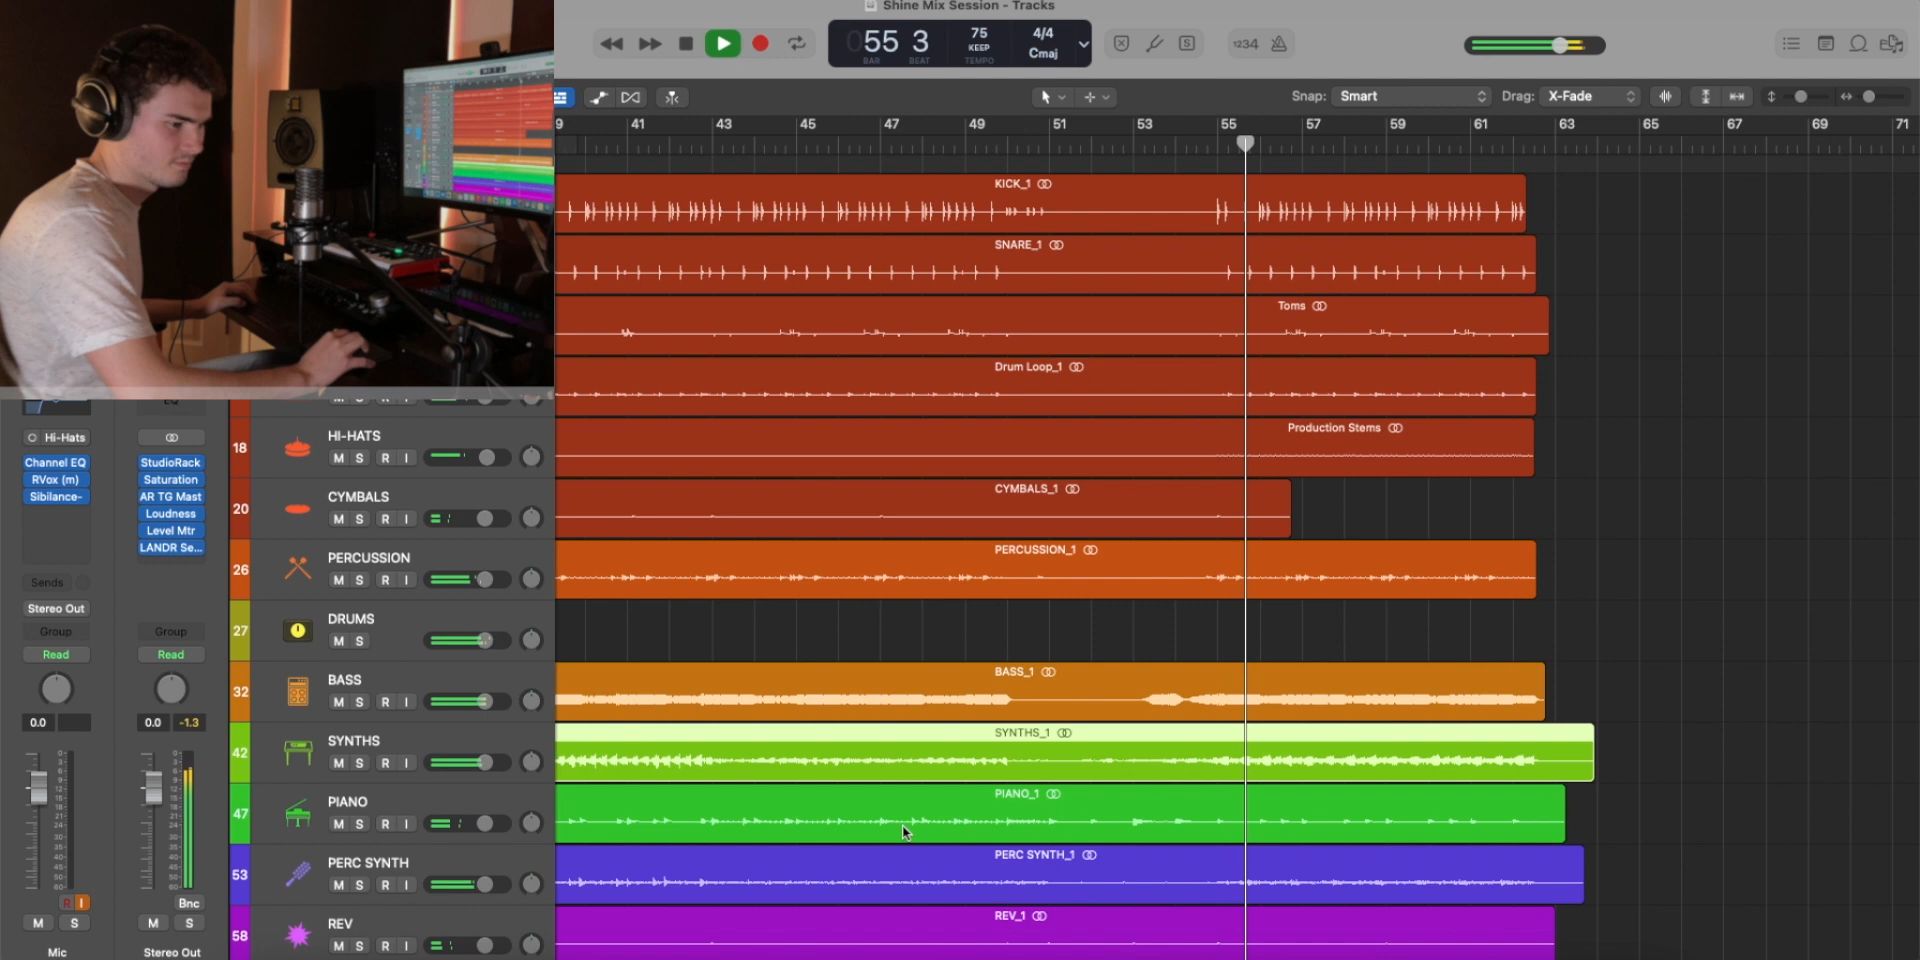 Shine Mix Session - Tracks
055 3
BAR BEAT
75
KEEP
TEMPO
4/4
Cmaj
S
1234
Snap: Smart
Drag: X-Fade
9 41 43 45 47 49 51 53 55 57 59 61 63 65 67 69 71
KICK_1
SNARE_1
Toms
Drum Loop_1
Production Stems
CYMBALS_1
PERCUSSION_1
BASS_1
SYNTHS_1
PIANO_1
PERC SYNTH_1
REV_1
M S R I
18 HI-HATS
M S R I
20 CYMBALS
M S R I
26 PERCUSSION
M S R I
27 DRUMS
M S
32 BASS
M S R I
42 SYNTHS
M S R I
47 PIANO
M S R I
53 PERC SYNTH
M S R I
58 REV
M S R I
EQ
Hi-Hats
Channel EQ
RVox (m)
Sibilance-
StudioRack
Saturation
AR TG Mast
Loudness
Level Mtr
LANDR Se...
Sends
Stereo Out
Group
Group
Read
Read
0.0
0.0 -1.3
R I
Bnc
M S
M S
Mic
Stereo Out